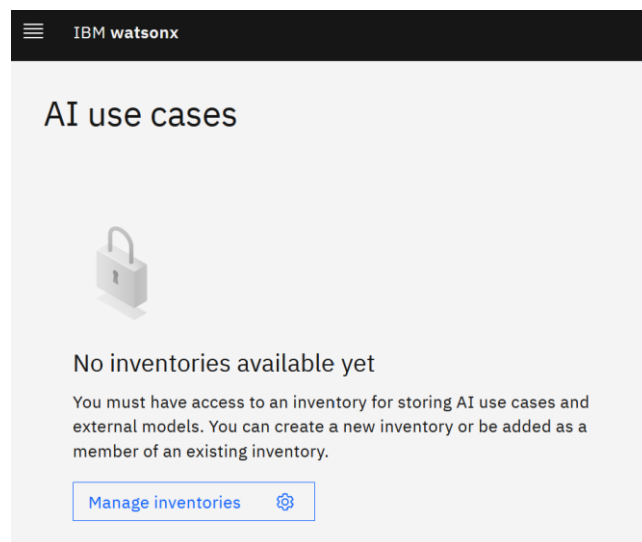 IBM watsonx
AI use cases
No inventories available yet
You must have access to an inventory for storing AI use cases and
external models. You can create a new inventory or be added as a
member of an existing inventory.
Manage inventories